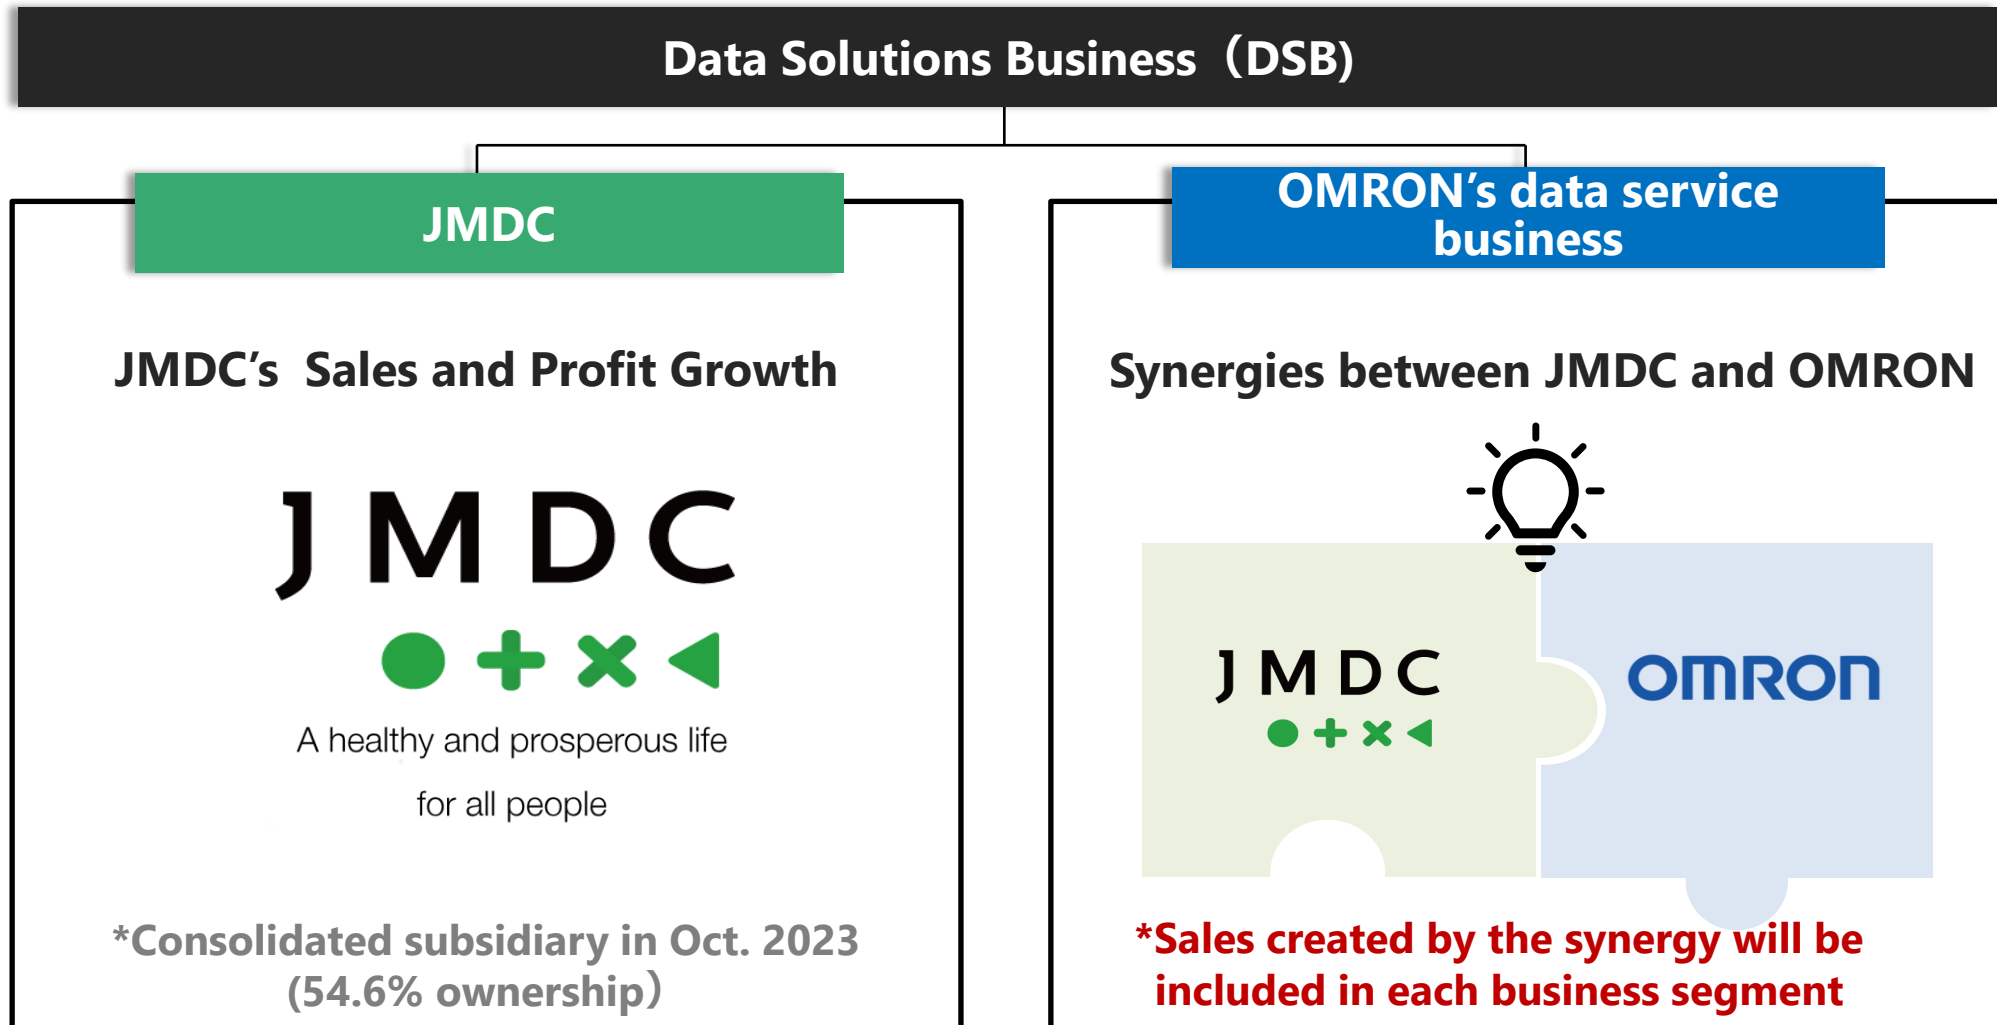 Data Solutions Business（DSB)
JMDC
JMDC’s  Sales and Profit Growth
JMDC
A healthy and prosperous life
for all people
*Consolidated subsidiary in Oct. 2023
(54.6% ownership）
OMRON’s data service
business
Synergies between JMDC and OMRON
JMDC
OMRON
*Sales created by the synergy will be
included in each business segment